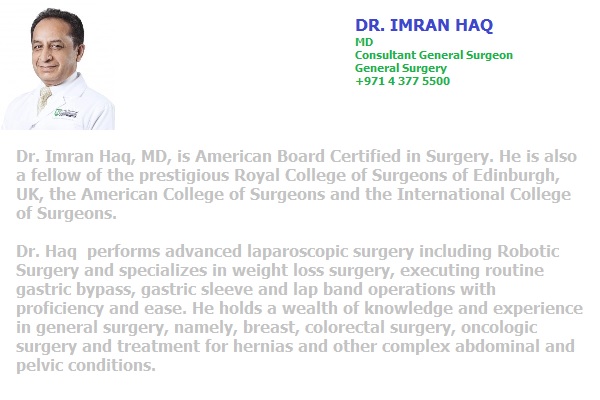 DR. IMRAN HAQ
MD
Consultant General Surgeon
General Surgery
+971 4 377 5500
Dr. Imran Haq, MD, is American Board Certified in Surgery. He is also
a fellow of the prestigious Royal College of Surgeons of Edinburgh,
UK, the American College of Surgeons and the International College
of Surgeons.
Dr. Haq  performs advanced laparoscopic surgery including Robotic
Surgery and specializes in weight loss surgery, executing routine
gastric bypass, gastric sleeve and lap band operations with
proficiency and ease. He holds a wealth of knowledge and experience
in general surgery, namely, breast, colorectal surgery, oncologic
surgery and treatment for hernias and other complex abdominal and
pelvic conditions.